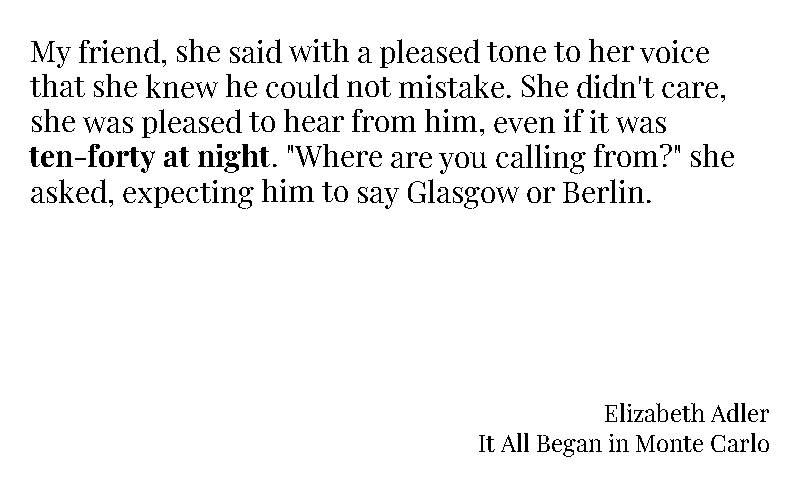 My friend, she said with a pleased tone to her voice
that she knew he could not mistake. She didn't care,
she was pleased to hear from him, even if it was
ten-forty at night. "Where are you calling from?" she
asked, expecting him to say Glasgow or Berlin.
Elizabeth Adler
It All Began in Monte Carlo